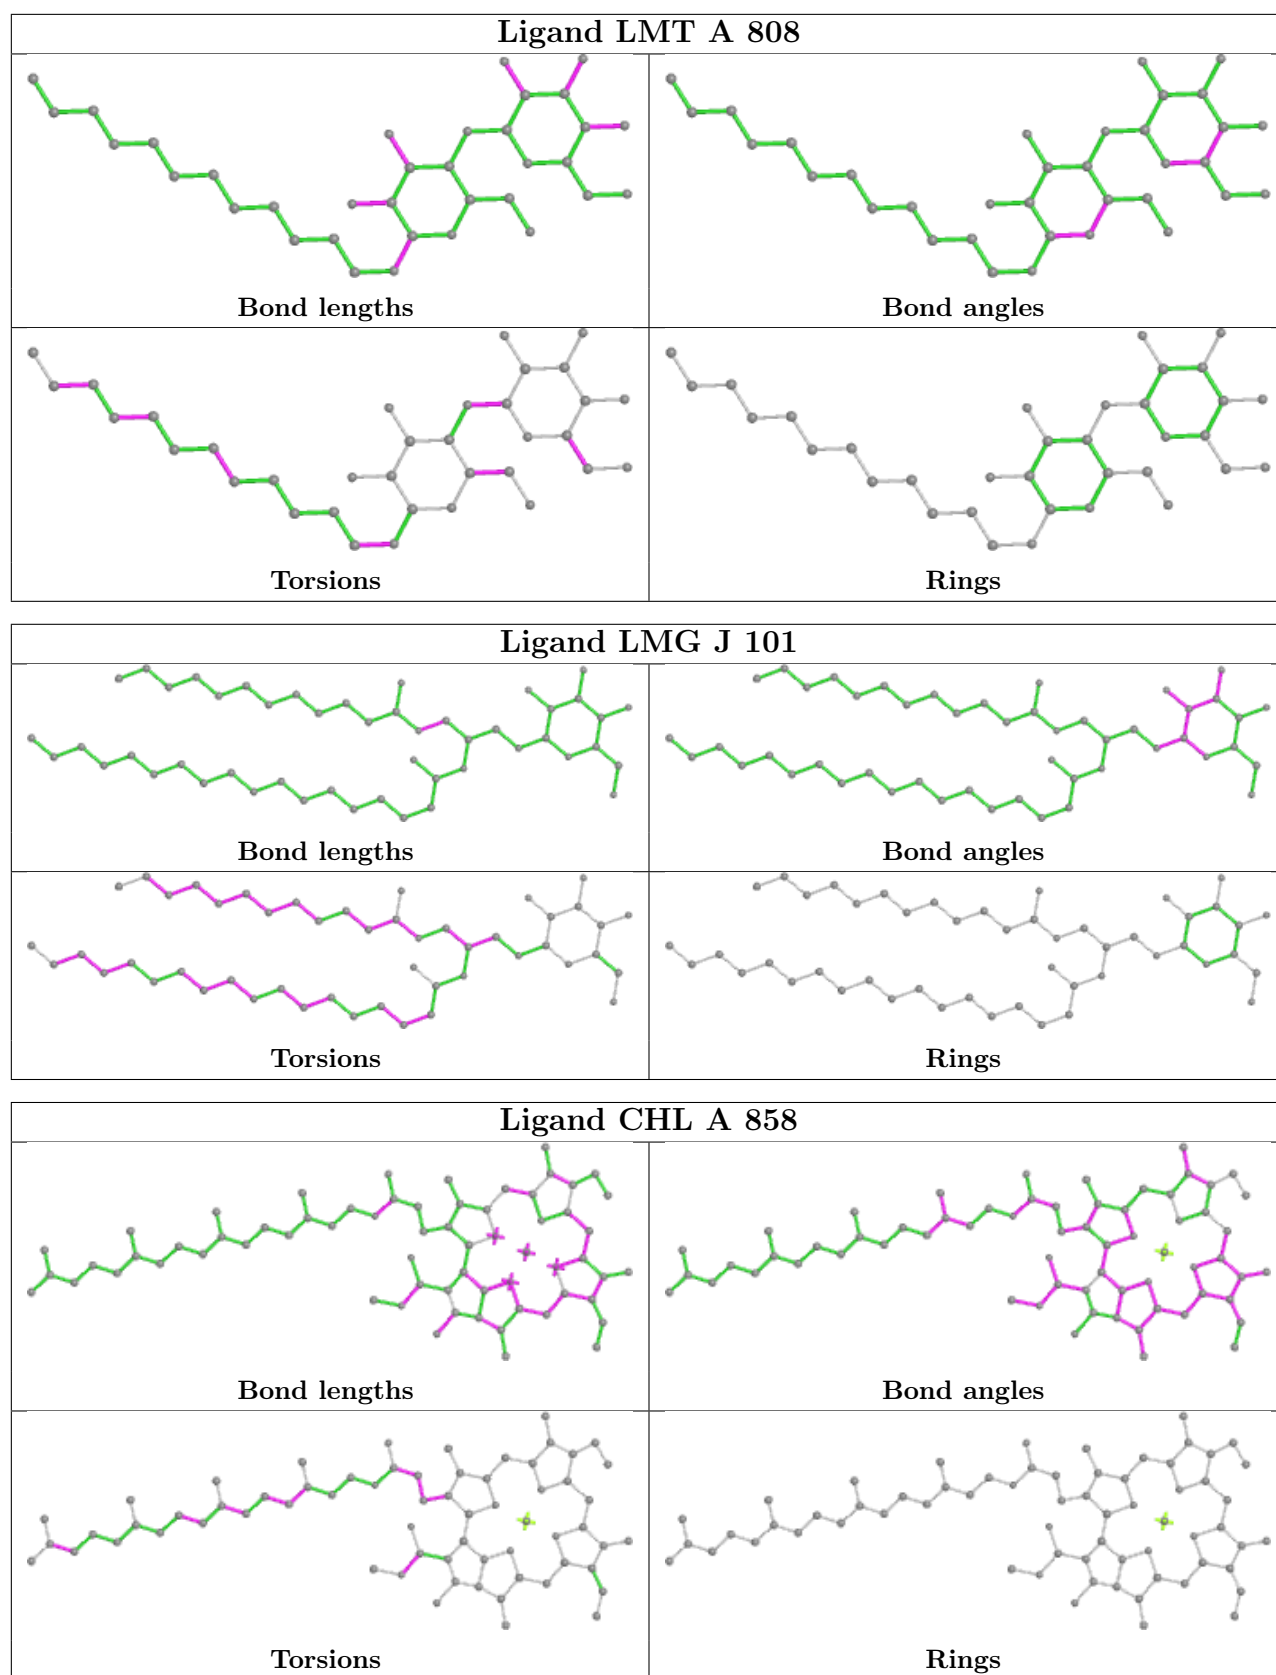 Ligand LMT A 808
Bond lengths
Bond angles
Torsions
Rings
Ligand LMG J 101
Bond lengths
Bond angles
Torsions
Rings
Ligand CHL A 858
Bond lengths
Bond angles
Torsions
Rings